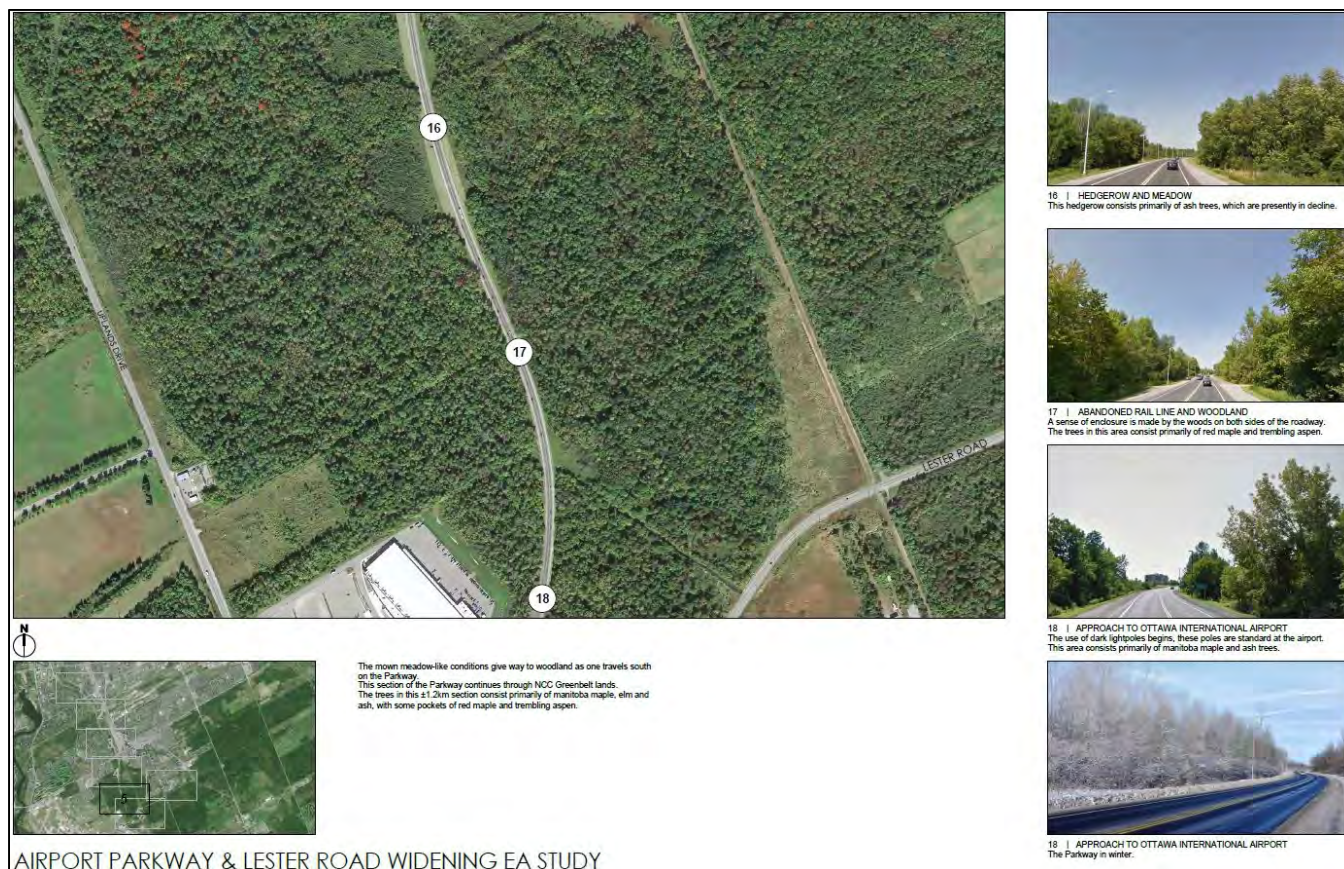 16
17
18
UPLANDS DRIVE
LESTER ROAD
N
5
The mown meadow-like conditions give way to woodland as one travels south
on the Parkway.
This section of the Parkway continues through NCC Greenbelt lands.
The trees in this ±1.2km section consist primarily of manitoba maple, elm and
ash, with some pockets of red maple and trembling aspen.
AIRPORT PARKWAY & LESTER ROAD WIDENING EA STUDY
16 | HEDGEROW AND MEADOW
This hedgerow consists primarily of ash trees, which are presently in decline.
17 | ABANDONED RAIL LINE AND WOODLAND
A sense of enclosure is made by the woods on both sides of the roadway.
The trees in this area consist primarily of red maple and trembling aspen.
18 | APPROACH TO OTTAWA INTERNATIONAL AIRPORT
The use of dark lightpoles begins, these poles are standard at the airport.
This area consists primarily of manitoba maple and ash trees.
18 | APPROACH TO OTTAWA INTERNATIONAL AIRPORT
The Parkway in winter.